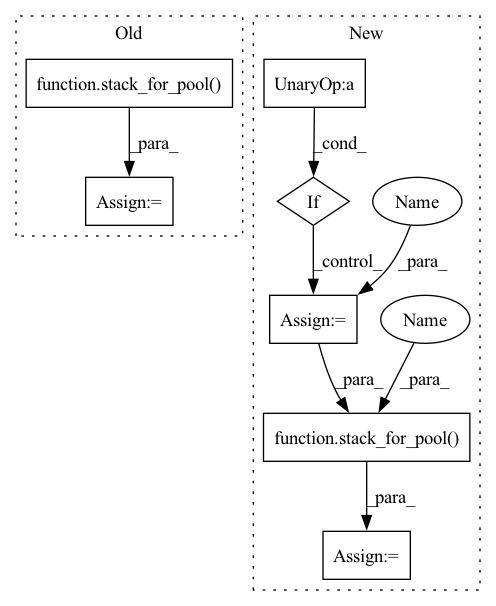 Old
New
function.stack_for_pool()
UnaryOp:a
_para_
_cond_
Assign:=
If
Name
_control_
_para_
Assign:=
Name
_para_
_para_
function.stack_for_pool()
_para_
Assign:=